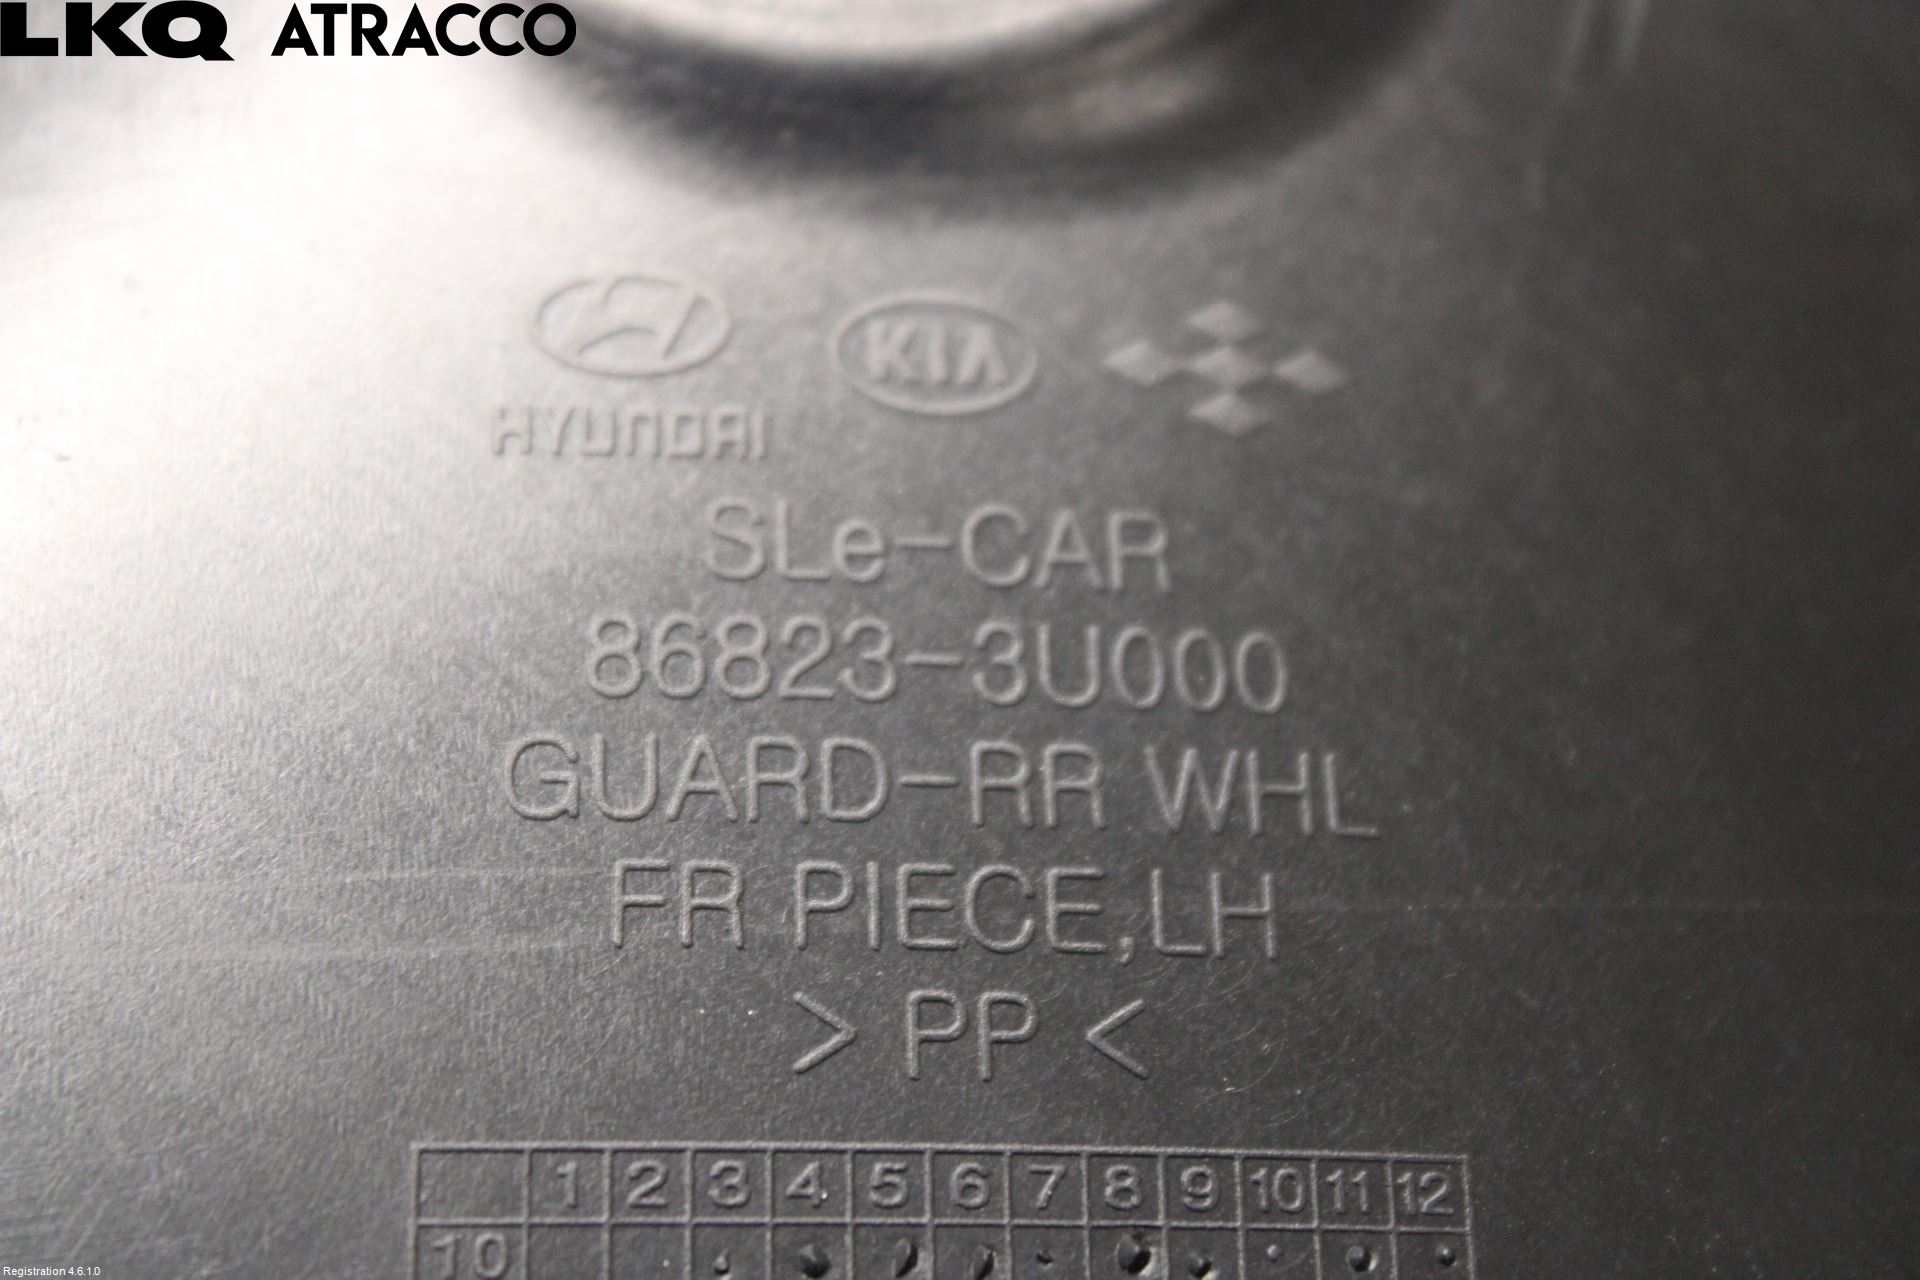 LKQ ATRACCO
KIA
HYUNDAI
SLe-CAR
86823-3U000
GUARD-RR WHL
FR PIECE,LH
> PP <
1 2 3 4 5 6 7 8 9 10 11 12
10
Registration 4.6.1.0